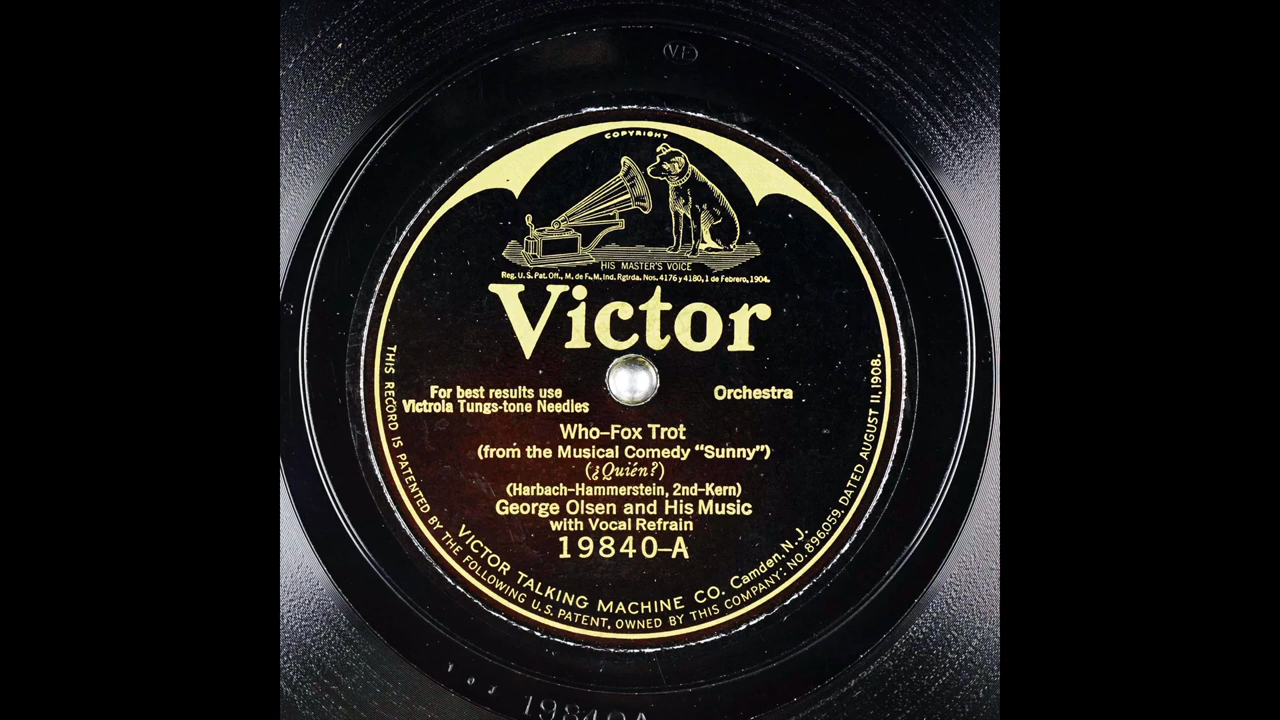 VE
COPYRIGHT
HIS MASTER'S VOICE
Reg. U. S. Pat. Off., M. de F., M. Ind. Rgtrda. Nos. 4176 y 4180, 1 de Febrero, 1904.
Victor
For best results use
Victrola Tungs-tone Needles
Orchestra
Who–Fox Trot
(from the Musical Comedy “Sunny”)
(¿Quién?)
(Harbach–Hammerstein, 2nd–Kern)
George Olsen and His Music
with Vocal Refrain
19840–A
VICTOR TALKING MACHINE CO. Camden, N. J.
THIS RECORD IS PATENTED BY THE FOLLOWING U.S. PATENT, OWNED BY THIS COMPANY: NO. 896059. DATED AUGUST 11, 1908.
19840A